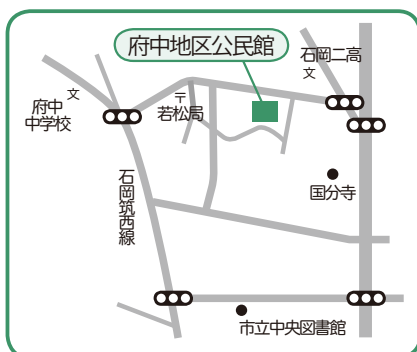 府中地区公民館
石岡二高
文
文
府中
中学校
〒
若松局
石岡筑西線
国分寺
市立中央図書館